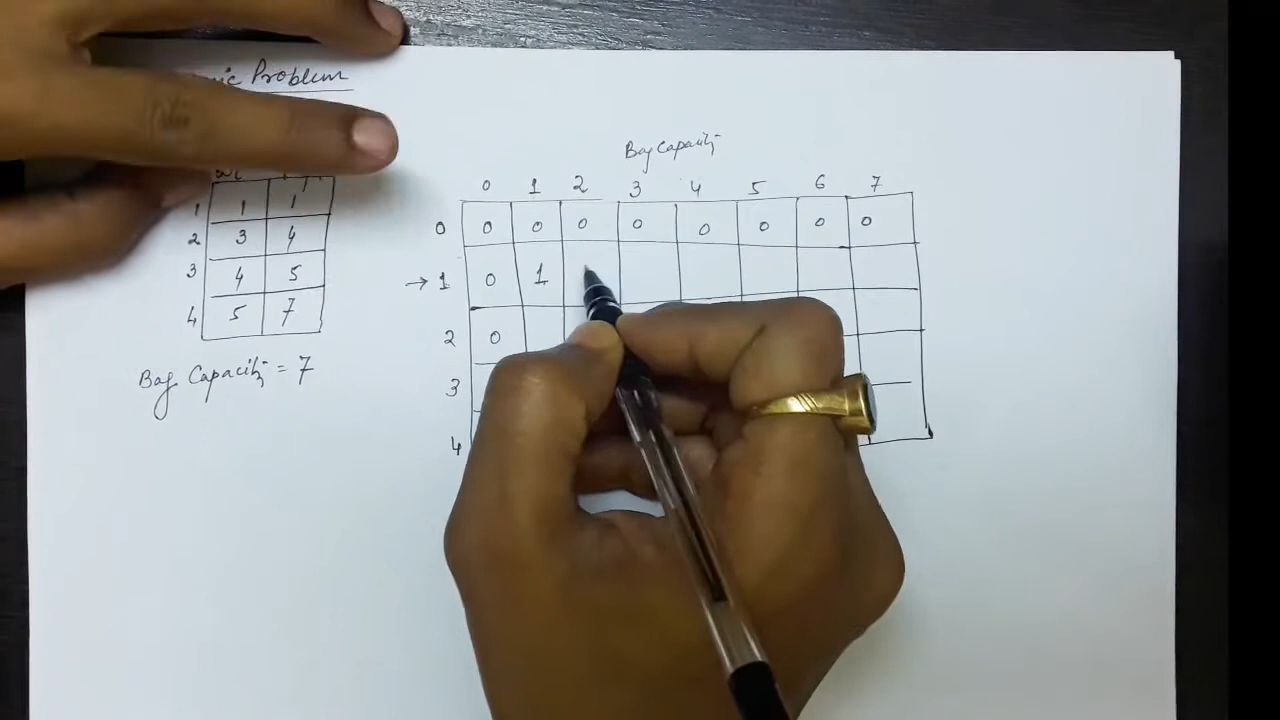 Problem
Bag Capacity
0 1 2 3 4 5 6 7
0 0 0 0 0 0 0 0 0
→ 1 0 1
2 0
3
4
wt
1 1 1
2 3 4
3 4 5
4 5 7
Bag Capacity = 7